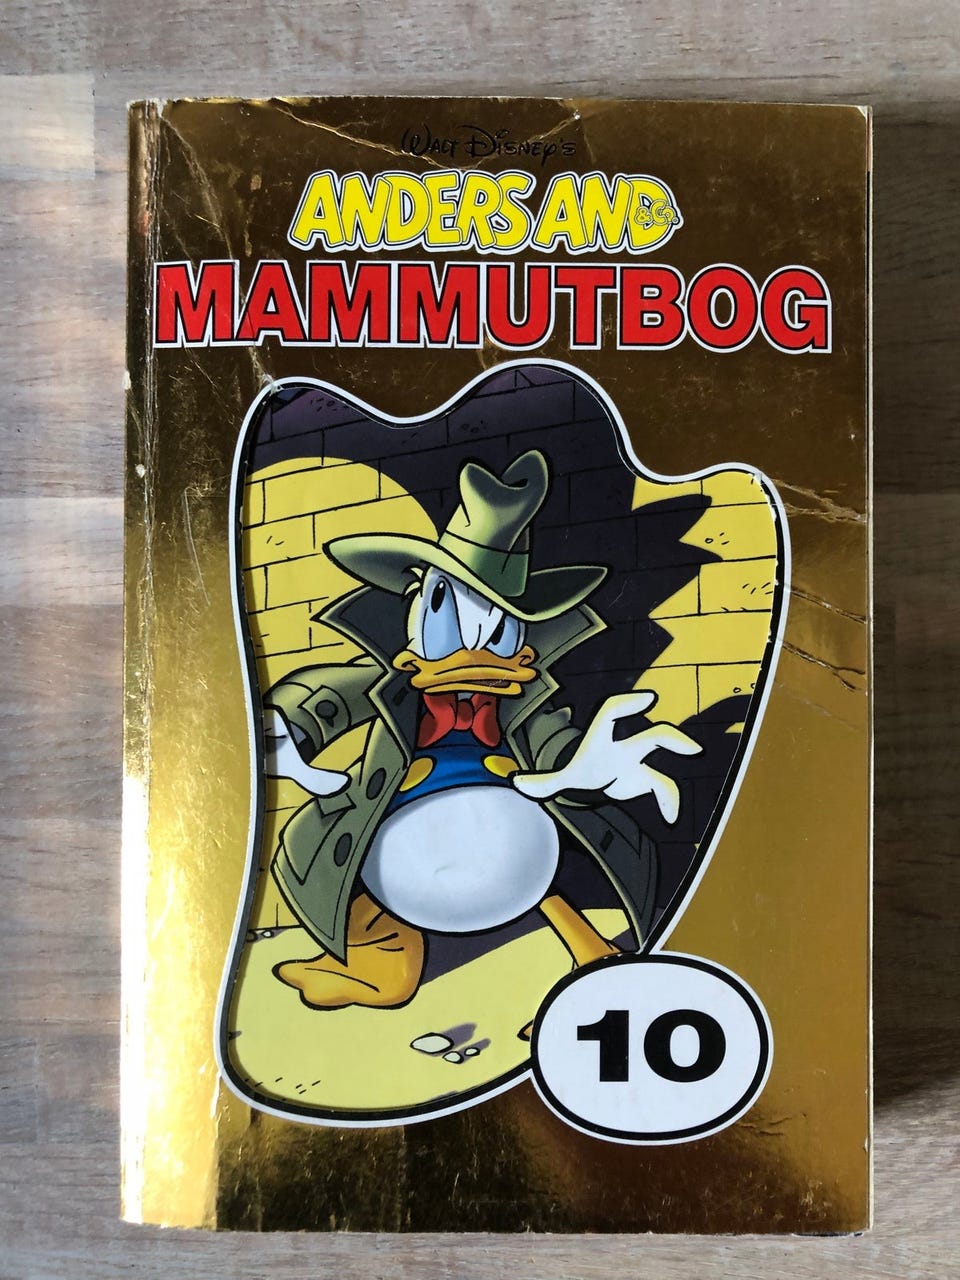 WALT DISNEY'S
ANDERS AND &CO.
MAMMUTBOG
10